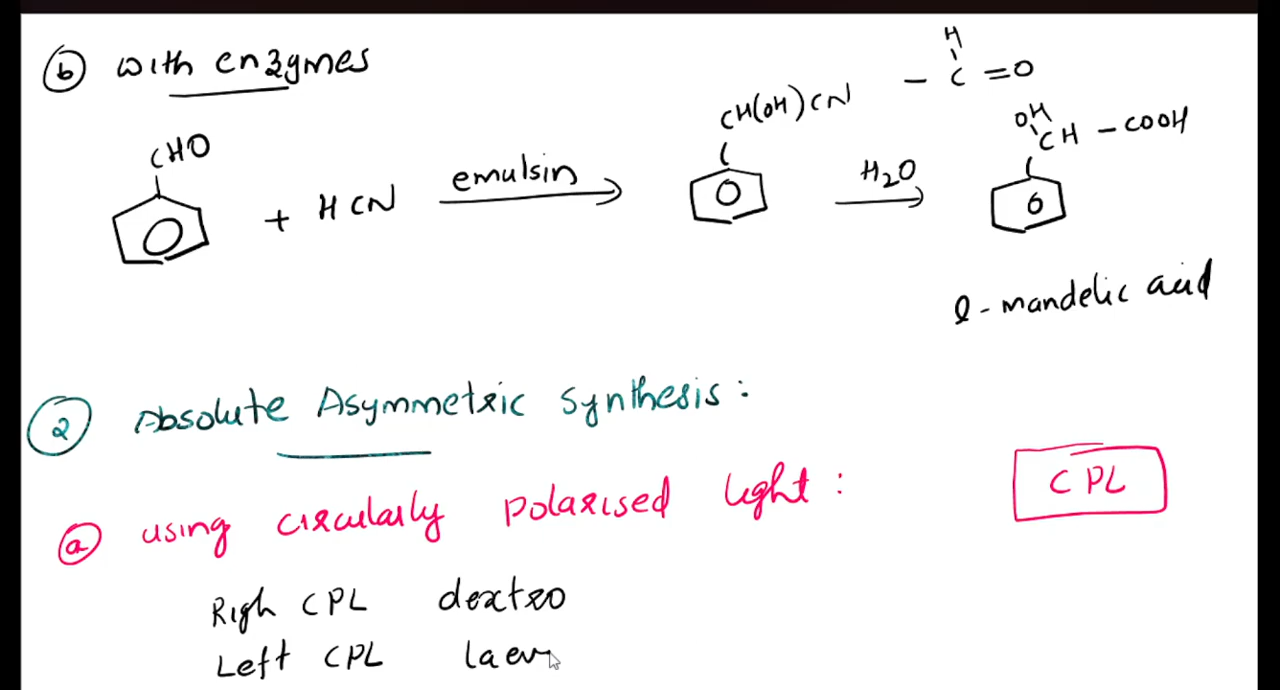 b with enzymes
H
- C = O
CH(OH)CN
OH
CH - COOH
CHO
+ HCN
emulsin
H2O
l - mandelic acid
2 Absolute Asymmetric Synthesis :
a using circularly polarised light :
CPL
Righ CPL dextro
Left CPL laev